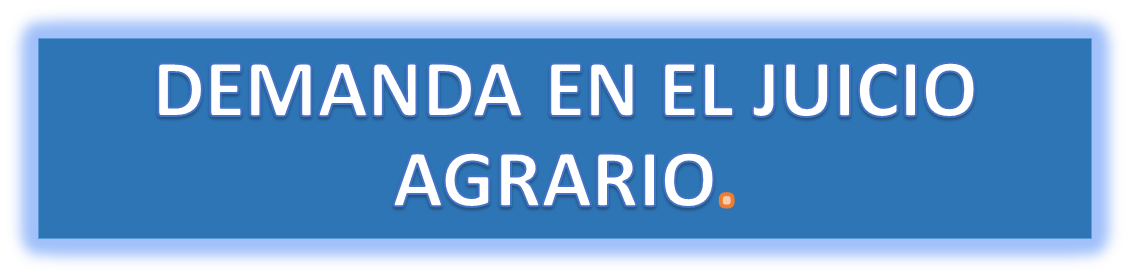 DEMANDA EN EL JUICIO
AGRARIO.